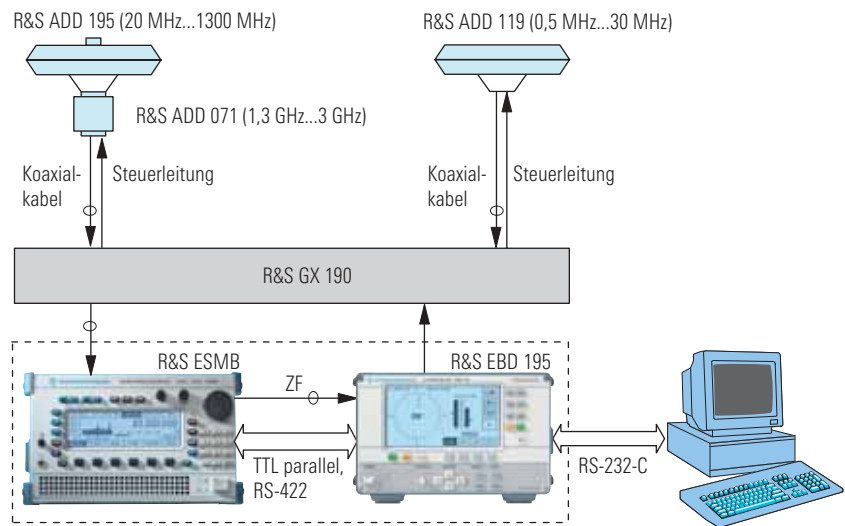 R&S ADD 195 (20 MHz...1300 MHz)
R&S ADD 119 (0,5 MHz...30 MHz)
R&S ADD 071 (1,3 GHz...3 GHz)
Koaxial-
kabel
Steuerleitung
Koaxial-
kabel
Steuerleitung
R&S GX 190
R&S ESMB
R&S EBD 195
ZF
TTL parallel,
RS-422
RS-232-C